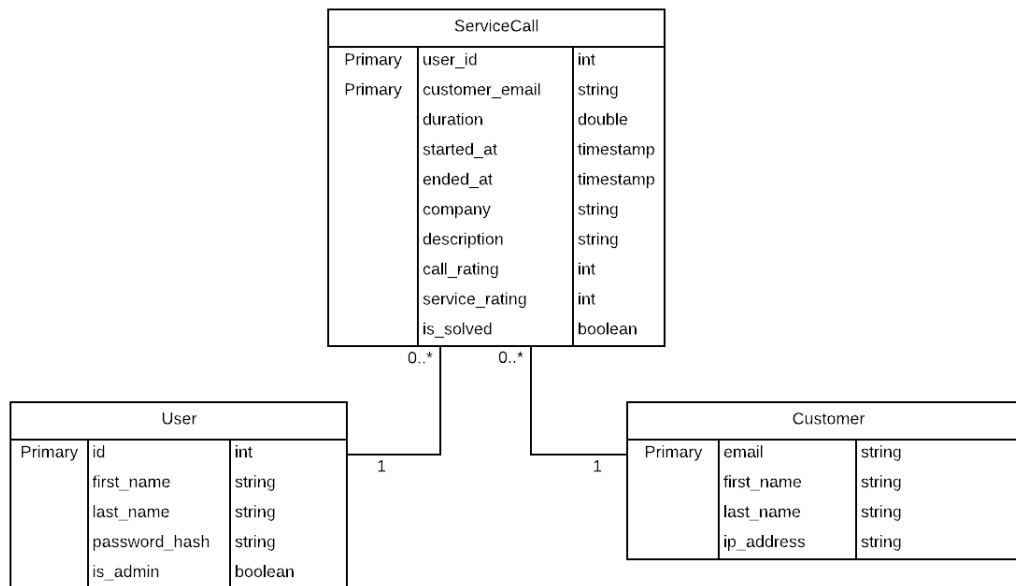 ServiceCall
Primary user_id int
Primary customer_email string
duration double
started_at timestamp
ended_at timestamp
company string
description string
call_rating int
service_rating int
is_solved boolean
0..* 0..*
User
Primary id int
first_name string
last_name string
password_hash string
is_admin boolean
1
1
Customer
Primary email string
first_name string
last_name string
ip_address string